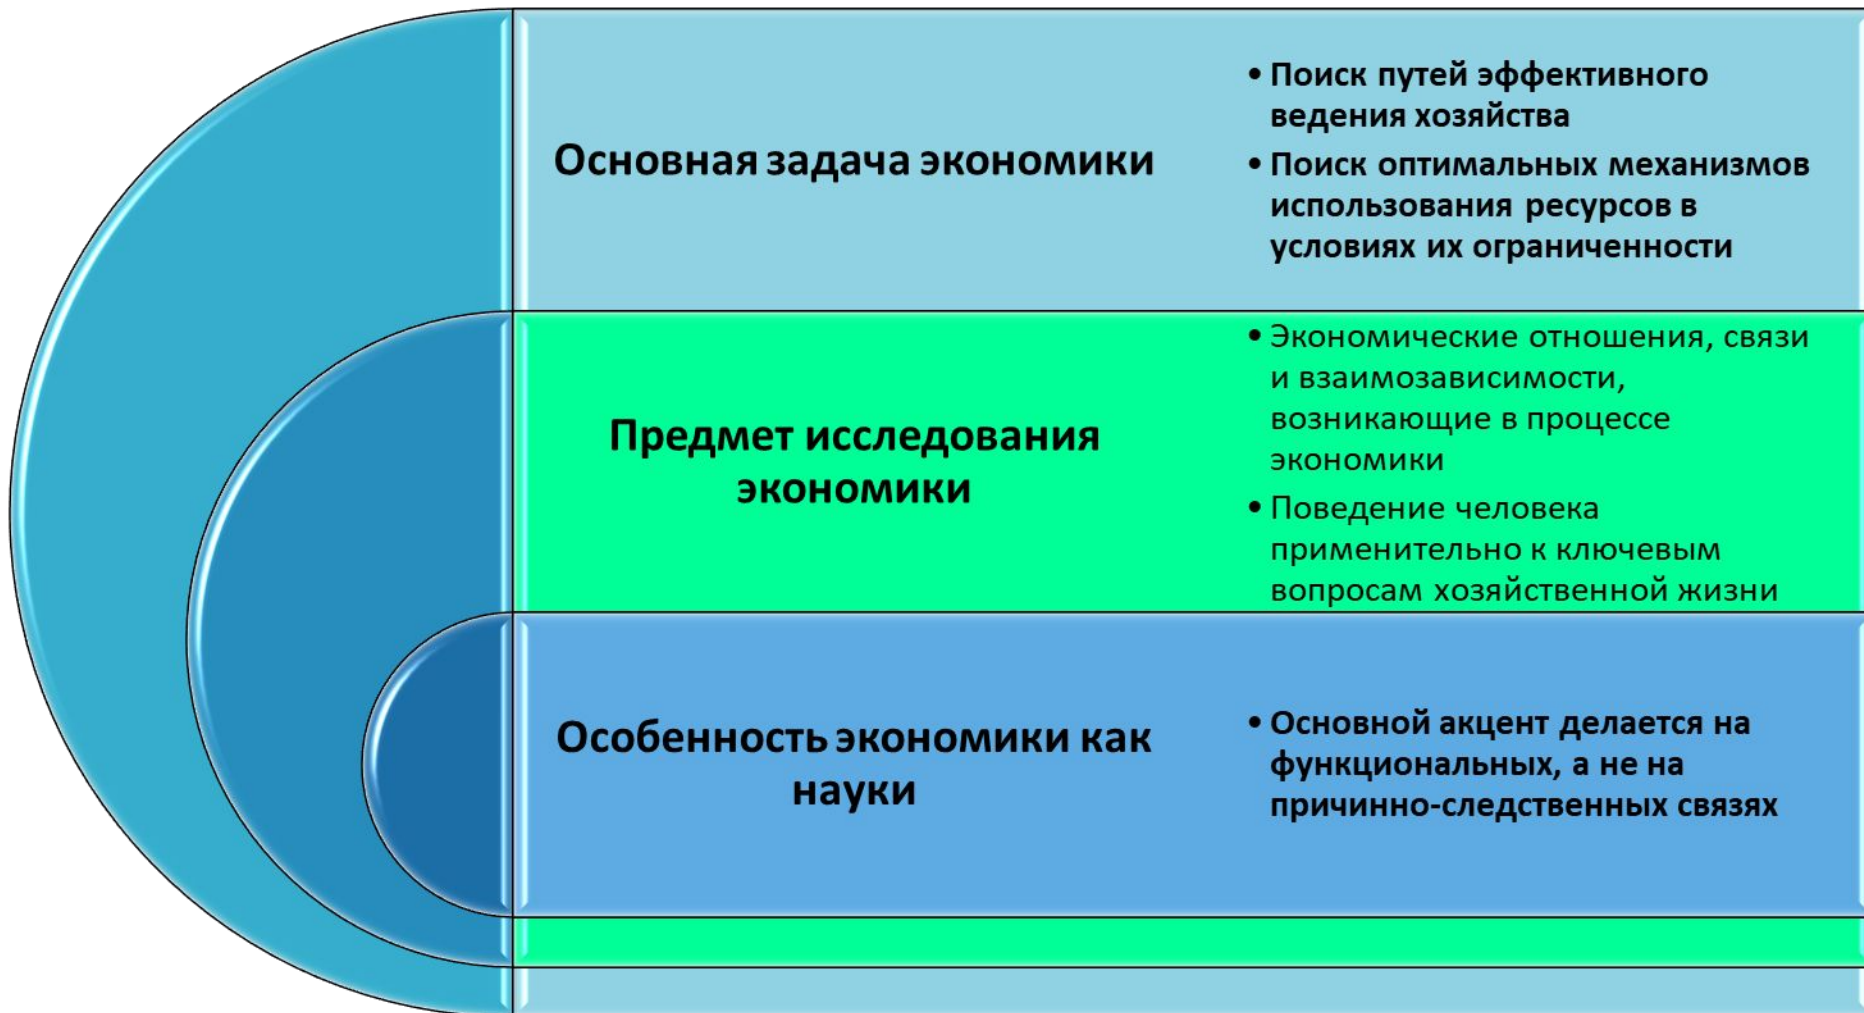 Основная задача экономики
• Поиск путей эффективного
ведения хозяйства
• Поиск оптимальных механизмов
использования ресурсов в
условиях их ограниченности
Предмет исследования
экономики
• Экономические отношения, связи
и взаимозависимости,
возникающие в процессе
экономики
• Поведение человека
применительно к ключевым
вопросам хозяйственной жизни
Особенность экономики как
науки
• Основной акцент делается на
функциональных, а не на
причинно-следственных связях